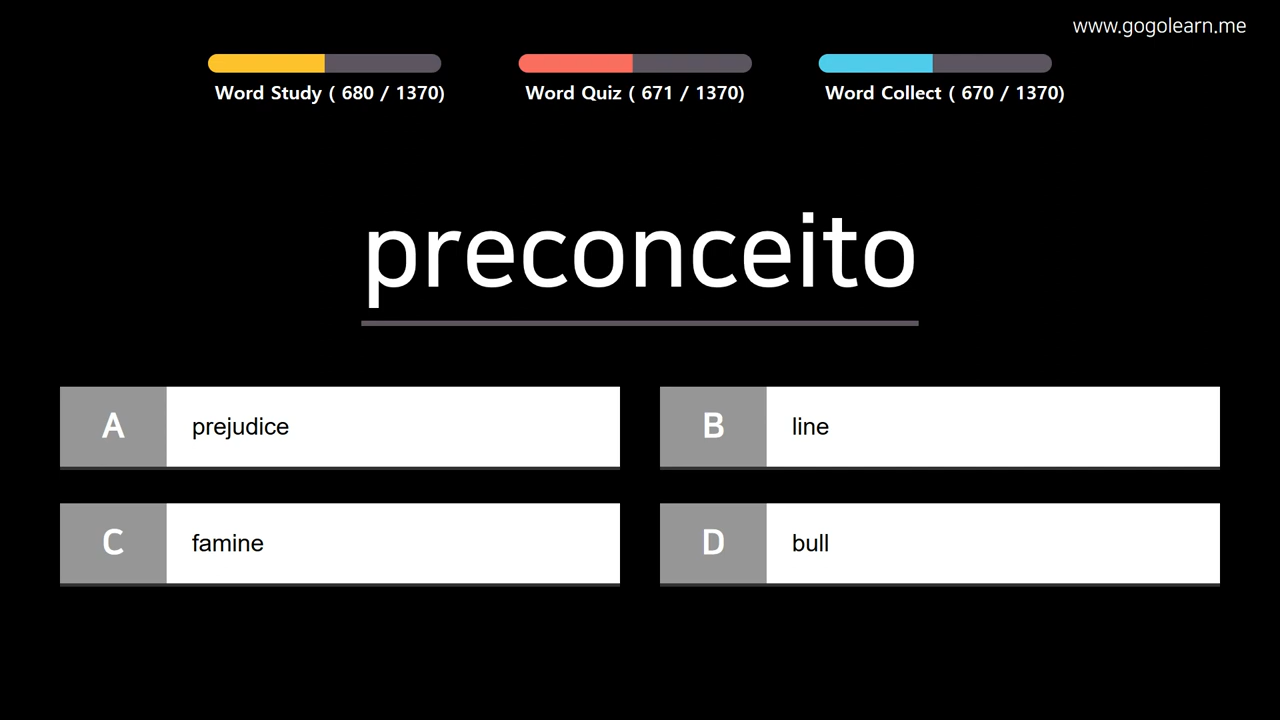 www.gogolearn.me
Word Study ( 680 / 1370)
Word Quiz ( 671 / 1370)
Word Collect ( 670 / 1370)
preconceito
A prejudice
B line
C famine
D bull